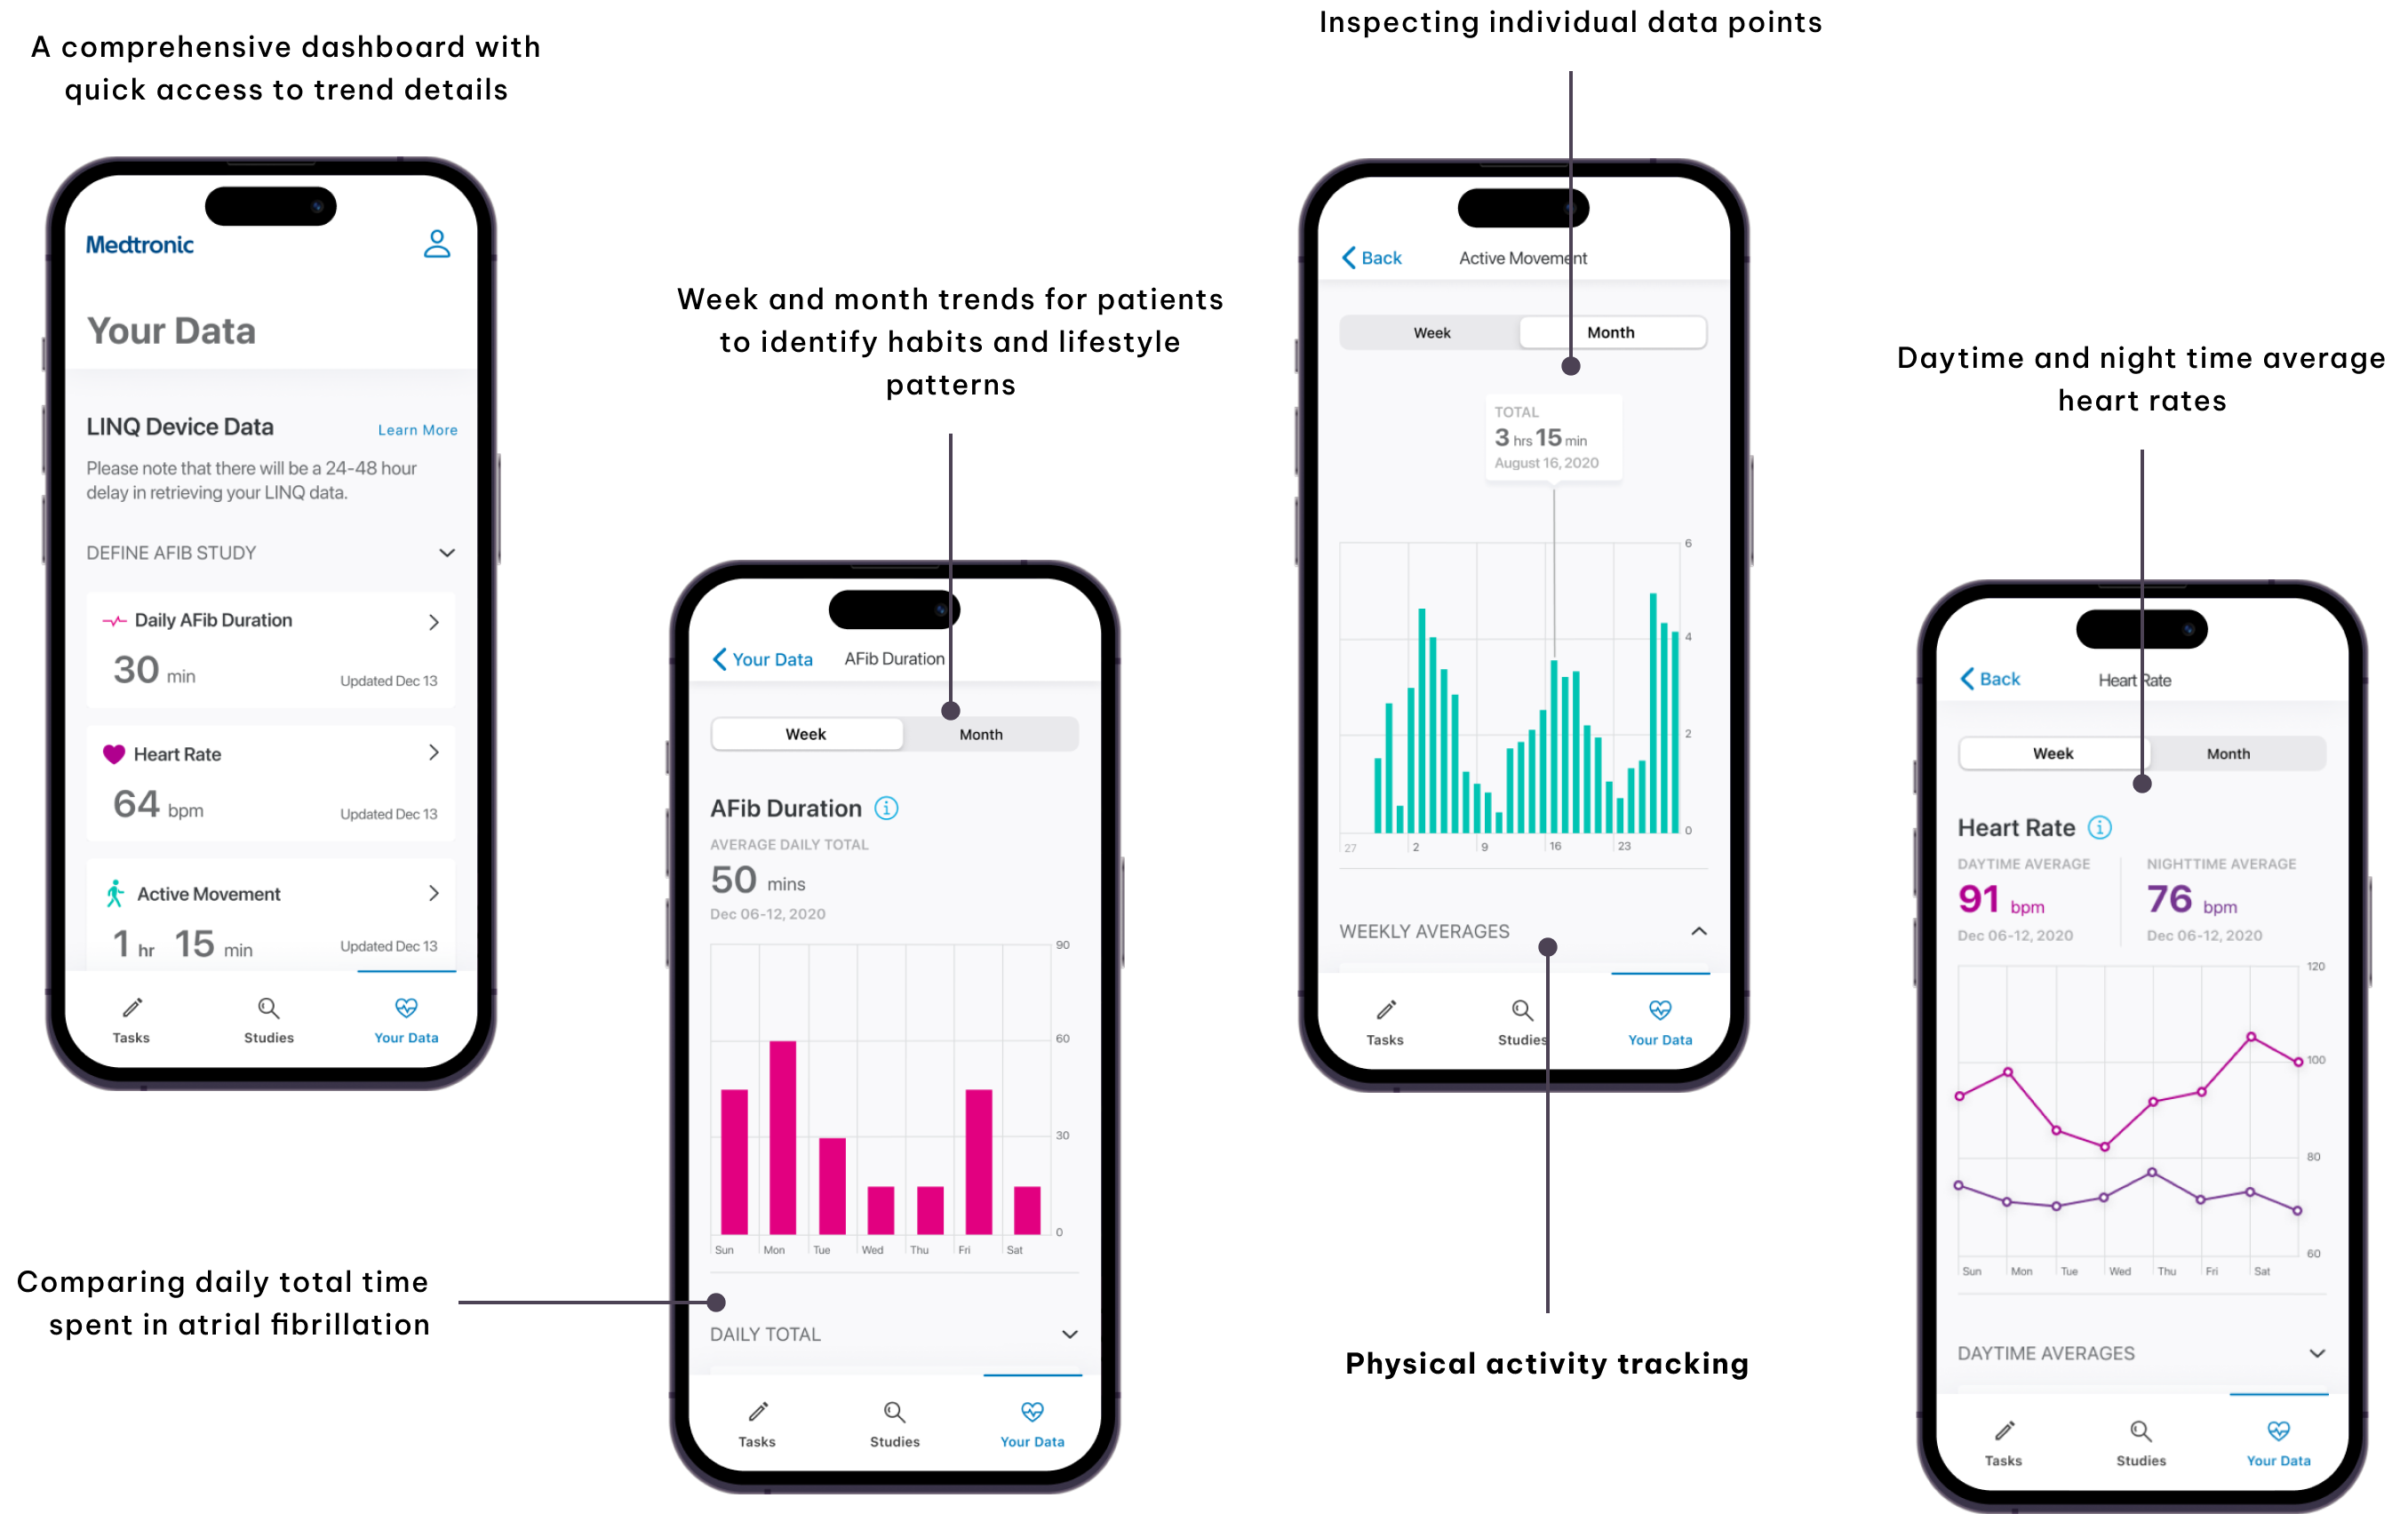 A comprehensive dashboard with
quick access to trend details
Medtronic
Your Data
LINQ Device Data
Learn More
Please note that there will be a 24-48 hour
delay in retrieving your LINQ data.
DEFINE AFIB STUDY
Daily AFib Duration
30 min
Updated Dec 13
Heart Rate
64 bpm
Updated Dec 13
Active Movement
1 hr 15 min
Updated Dec 13
Tasks
Studies
Your Data
Week and month trends for patients
to identify habits and lifestyle
patterns
Your Data
AFib Duration
Week
Month
AFib Duration
AVERAGE DAILY TOTAL
50 mins
Dec 06-12, 2020
90
60
30
0
Sun Mon Tue Wed Thu Fri Sat
DAILY TOTAL
Tasks
Studies
Your Data
Comparing daily total time
spent in atrial fibrillation
Inspecting individual data points
Back
Active Movement
Week
Month
TOTAL
3 hrs 15 min
August 16, 2020
6
4
2
0
27 2 9 16 23
WEEKLY AVERAGES
Tasks
Studies
Your Data
Physical activity tracking
Daytime and night time average
heart rates
Back
Heart Rate
Week
Month
Heart Rate
DAYTIME AVERAGE
91 bpm
Dec 06-12, 2020
NIGHTTIME AVERAGE
76 bpm
Dec 06-12, 2020
120
100
80
60
Sun Mon Tue Wed Thu Fri Sat
DAYTIME AVERAGES
Tasks
Studies
Your Data